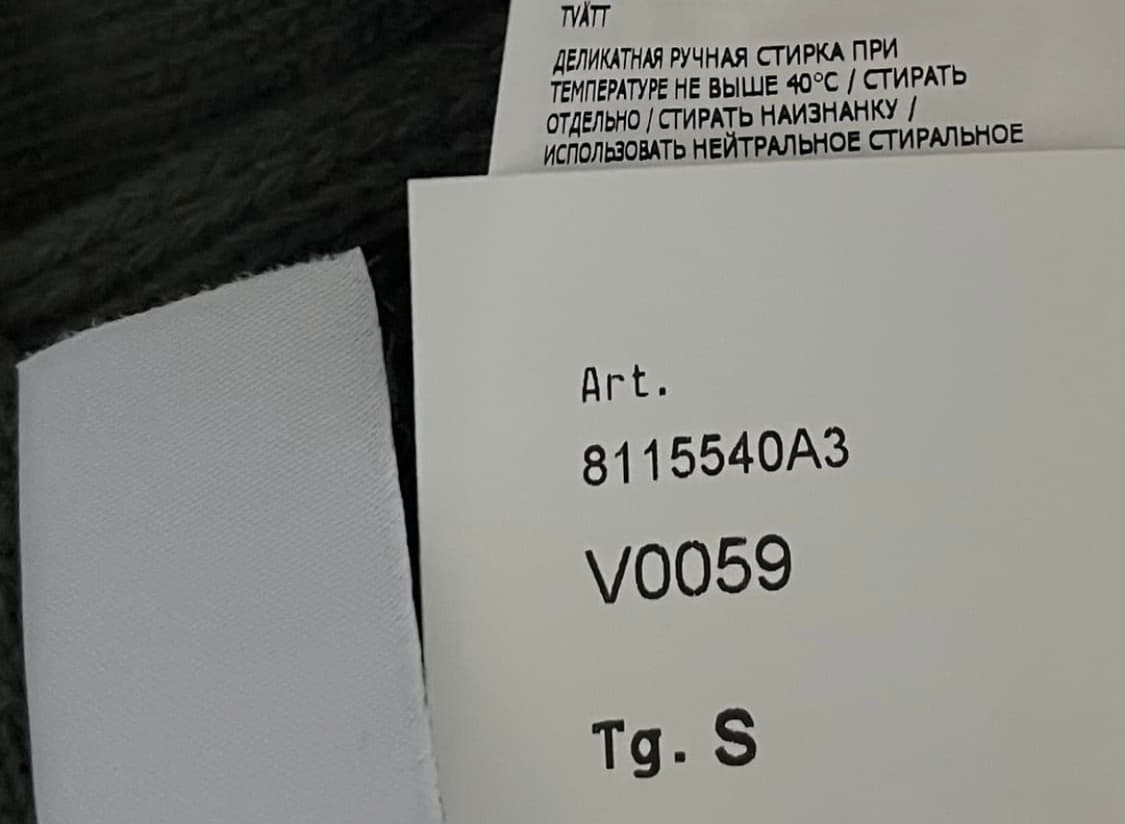 TVÄTT
ДЕЛИКАТНАЯ РУЧНАЯ СТИРКА ПРИ
ТЕМПЕРАТУРЕ НЕ ВЫШЕ 40°C / СТИРАТЬ
ОТДЕЛЬНО / СТИРАТЬ НАИЗНАНКУ /
ИСПОЛЬЗОВАТЬ НЕЙТРАЛЬНОЕ СТИРАЛЬНОЕ
Art.
8115540A3
V0059
Tg. S